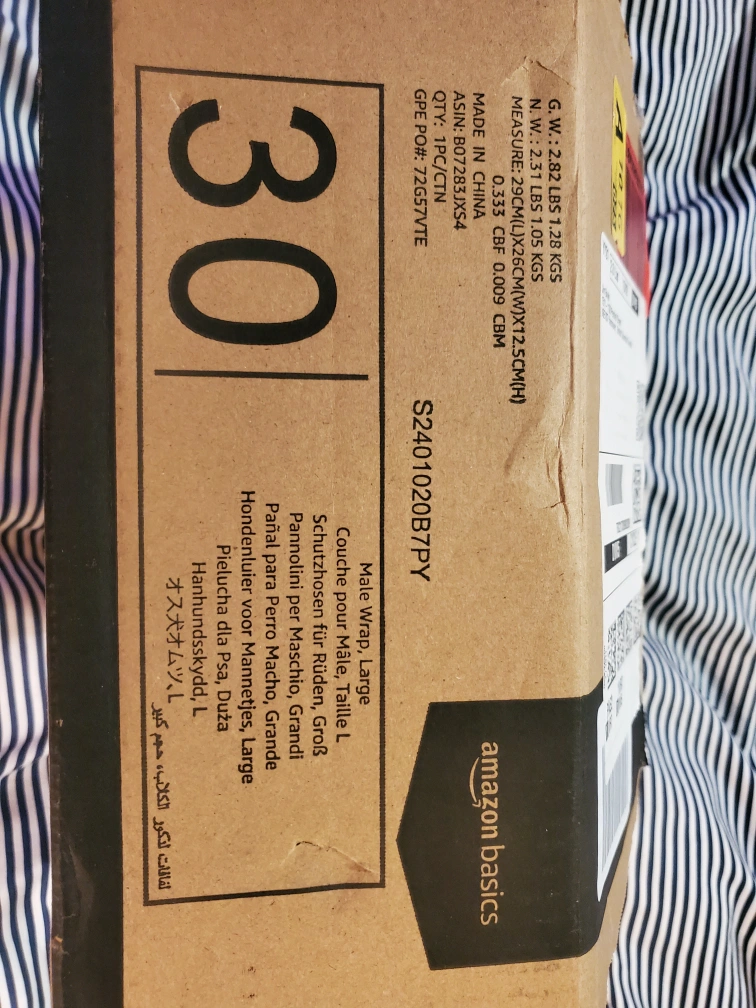 G. W. : 2.82 LBS 1.28 KGS
N. W. : 2.31 LBS 1.05 KGS
MEASURE: 29CM(L)X26CM(W)X12.5CM(H)
0.333 CBF 0.009 CBM
MADE IN CHINA
ASIN: B07283JXS4
QTY: 1PC/CTN
GPE PO#: 72G57VTE
S2401020B7PY
amazon basics
30
Male Wrap, Large
Couche pour Mâle, Taille L
Schutzhosen für Rüden, Groß
Pannolini per Maschio, Grandi
Pañal para Perro Macho, Grande
Hondenluier voor Mannetjes, Large
Pielucha dla Psa, Duża
Hanhundsskydd, L
オス犬オムツ、L
لفافات لذكور الكلاب، حجم كبير
A